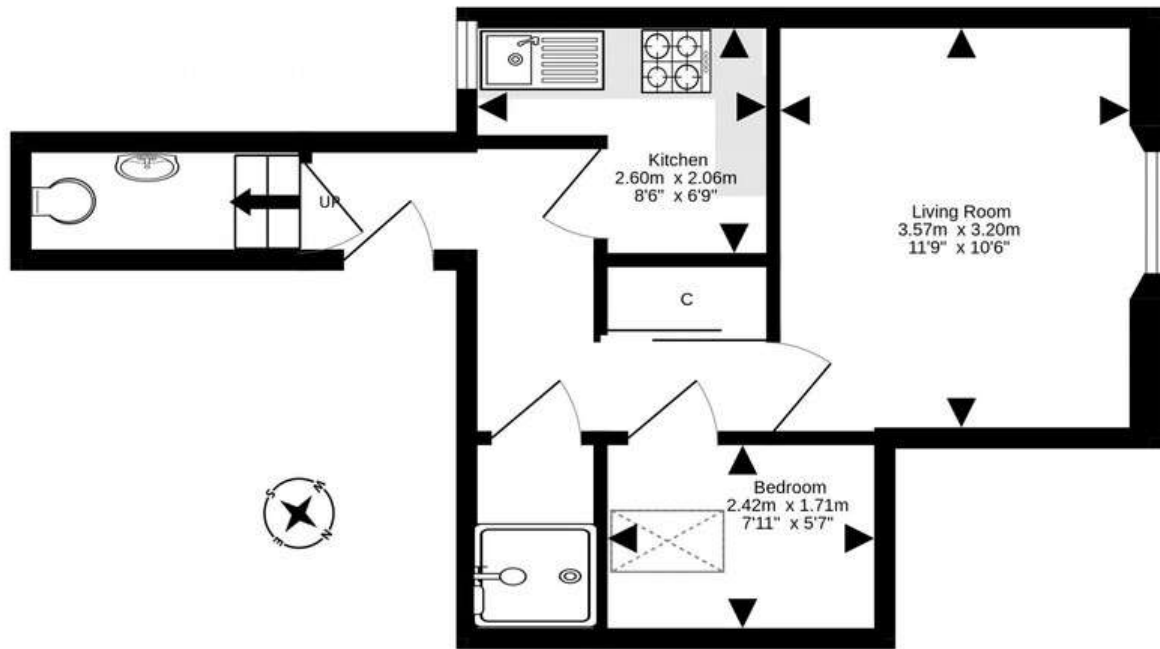 Kitchen
2.60m x 2.06m
8'6" x 6'9"
UP
Living Room
3.57m x 3.20m
11'9" x 10'6"
C
Bedroom
2.42m x 1.71m
7'11" x 5'7"
S
W
E
N